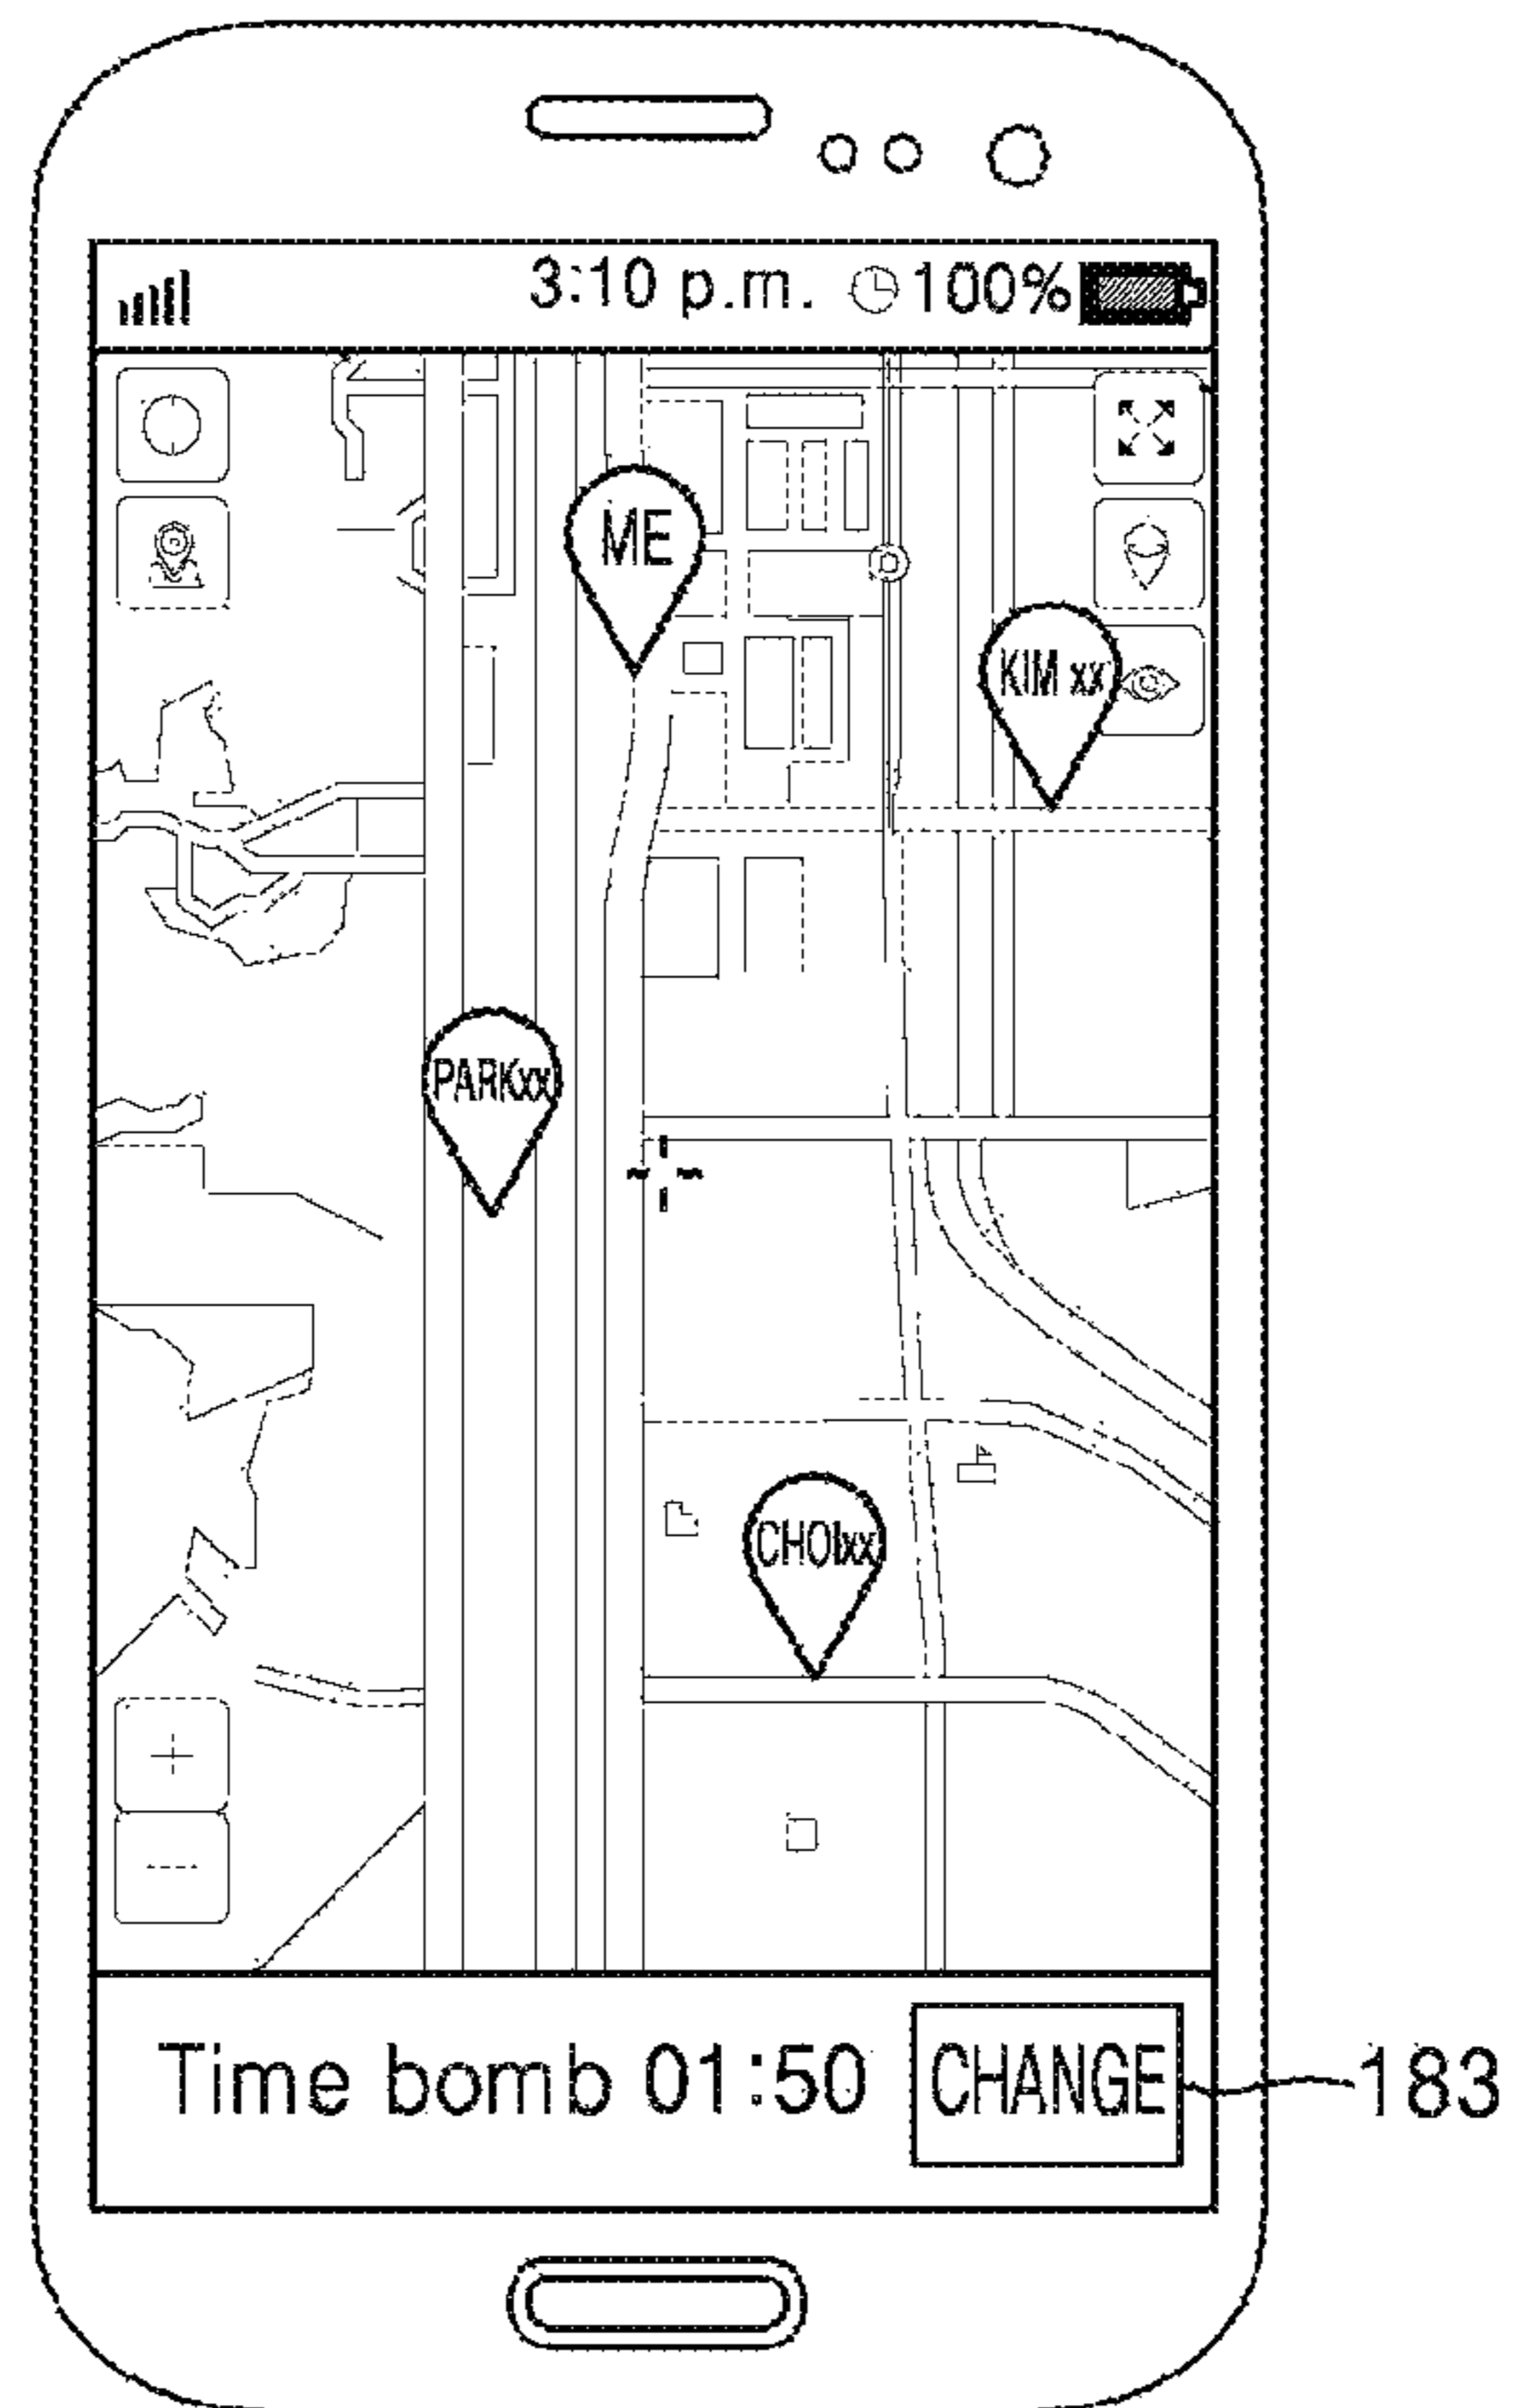 3:10 p.m. 100%
ME
KIM xx
PARKxx
CHOIxx
Time bomb 01:50 CHANGE 183